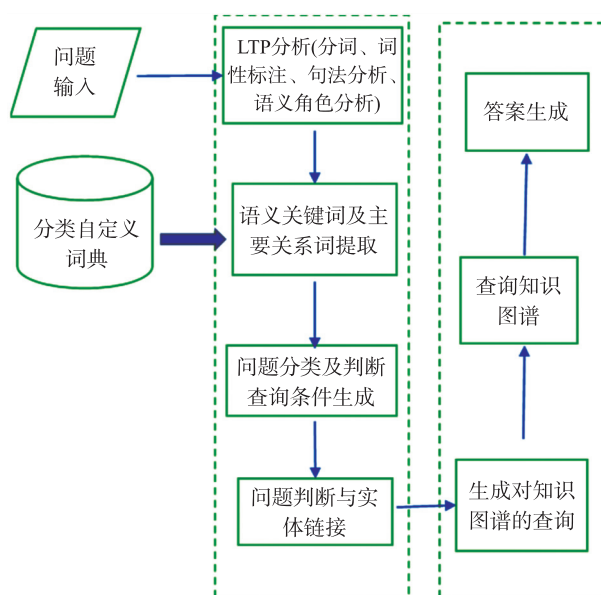 问题
输入
LTP分析(分词、词
性标注、句法分析、
语义角色分析)
分类自定义
词典
语义关键词及主
要关系词提取
问题分类及判断
查询条件生成
问题判断与实
体链接
生成对知识
图谱的查询
查询知识
图谱
答案生成